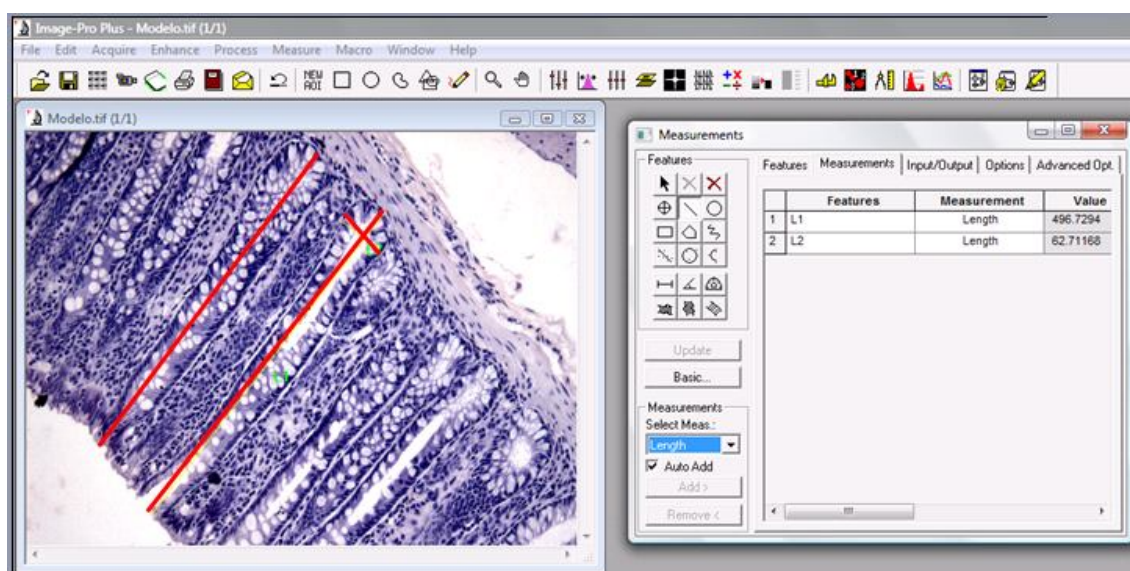 Image-Pro Plus - Modelo.tif (1/1)
File Edit Acquire Enhance Process Measure Macro Window Help
NEW
AOI
Modelo.tif (1/1)
Measurements
Features
Features Measurements Input/Output Options Advanced Opt.
Features Measurement Value
1 L1 Length 496.7294
2 L2 Length 62.71168
Update
Basic...
Measurements
Select Meas.:
Length
Auto Add
Add >
Remove <